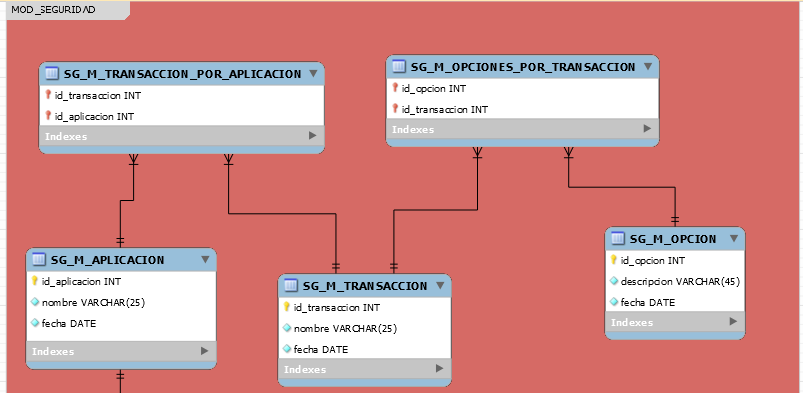 MOD_SEGURIDAD
SG_M_TRANSACCION_POR_APLICACION
id_transaccion INT
id_aplicacion INT
Indexes
SG_M_OPCIONES_POR_TRANSACCION
id_opcion INT
id_transaccion INT
Indexes
SG_M_APLICACION
id_aplicacion INT
nombre VARCHAR(25)
fecha DATE
Indexes
SG_M_TRANSACCION
id_transaccion INT
nombre VARCHAR(25)
fecha DATE
Indexes
SG_M_OPCION
id_opcion INT
descripcion VARCHAR(45)
fecha DATE
Indexes